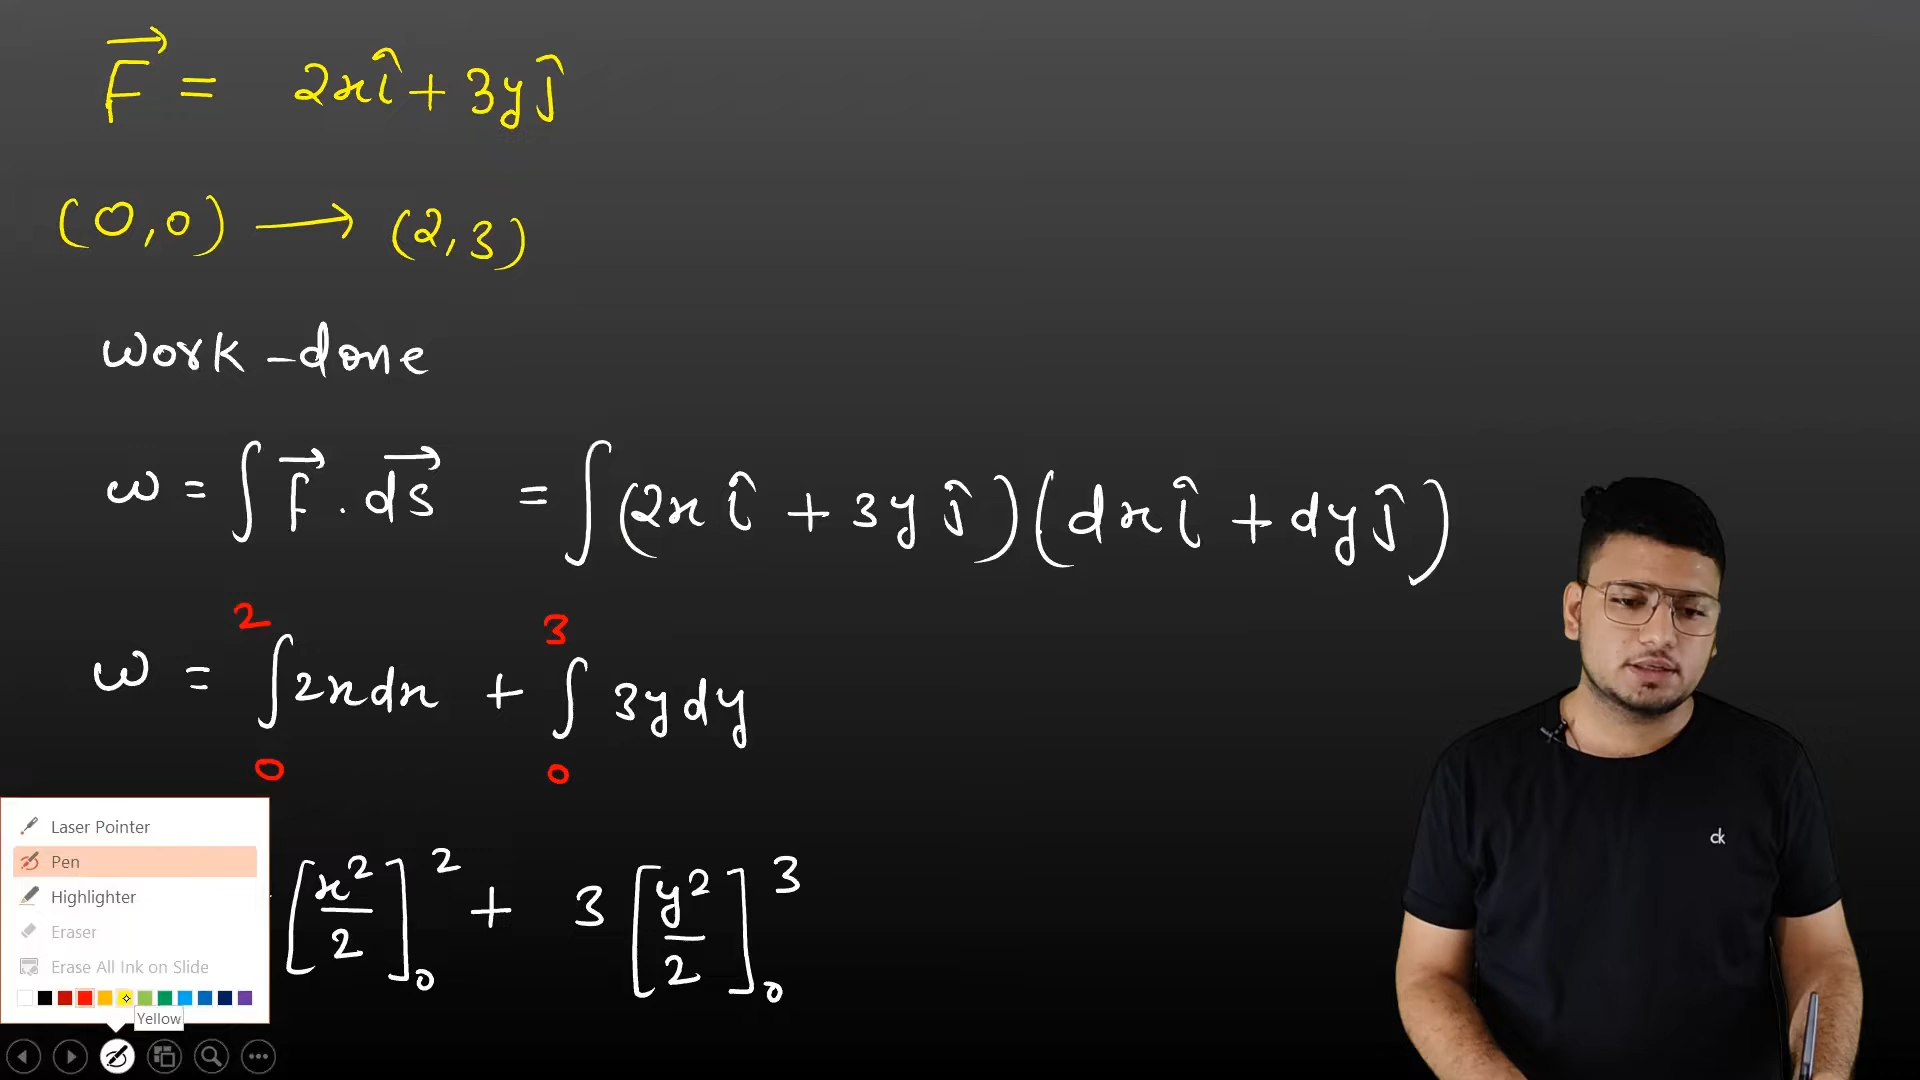 F⃗ = 2xî + 3yĵ
(0,0) ⟶ (2,3)
work-done
ω = ∫ F⃗ . ds⃗ = ∫ (2x î + 3y ĵ) (dx î + dy ĵ)
ω = ∫₀² 2xdx + ∫₀³ 3ydy
[x²/2]₀² + 3 [y²/2]₀³
Laser Pointer
Pen
Highlighter
Eraser
Erase All Ink on Slide
Yellow
ck